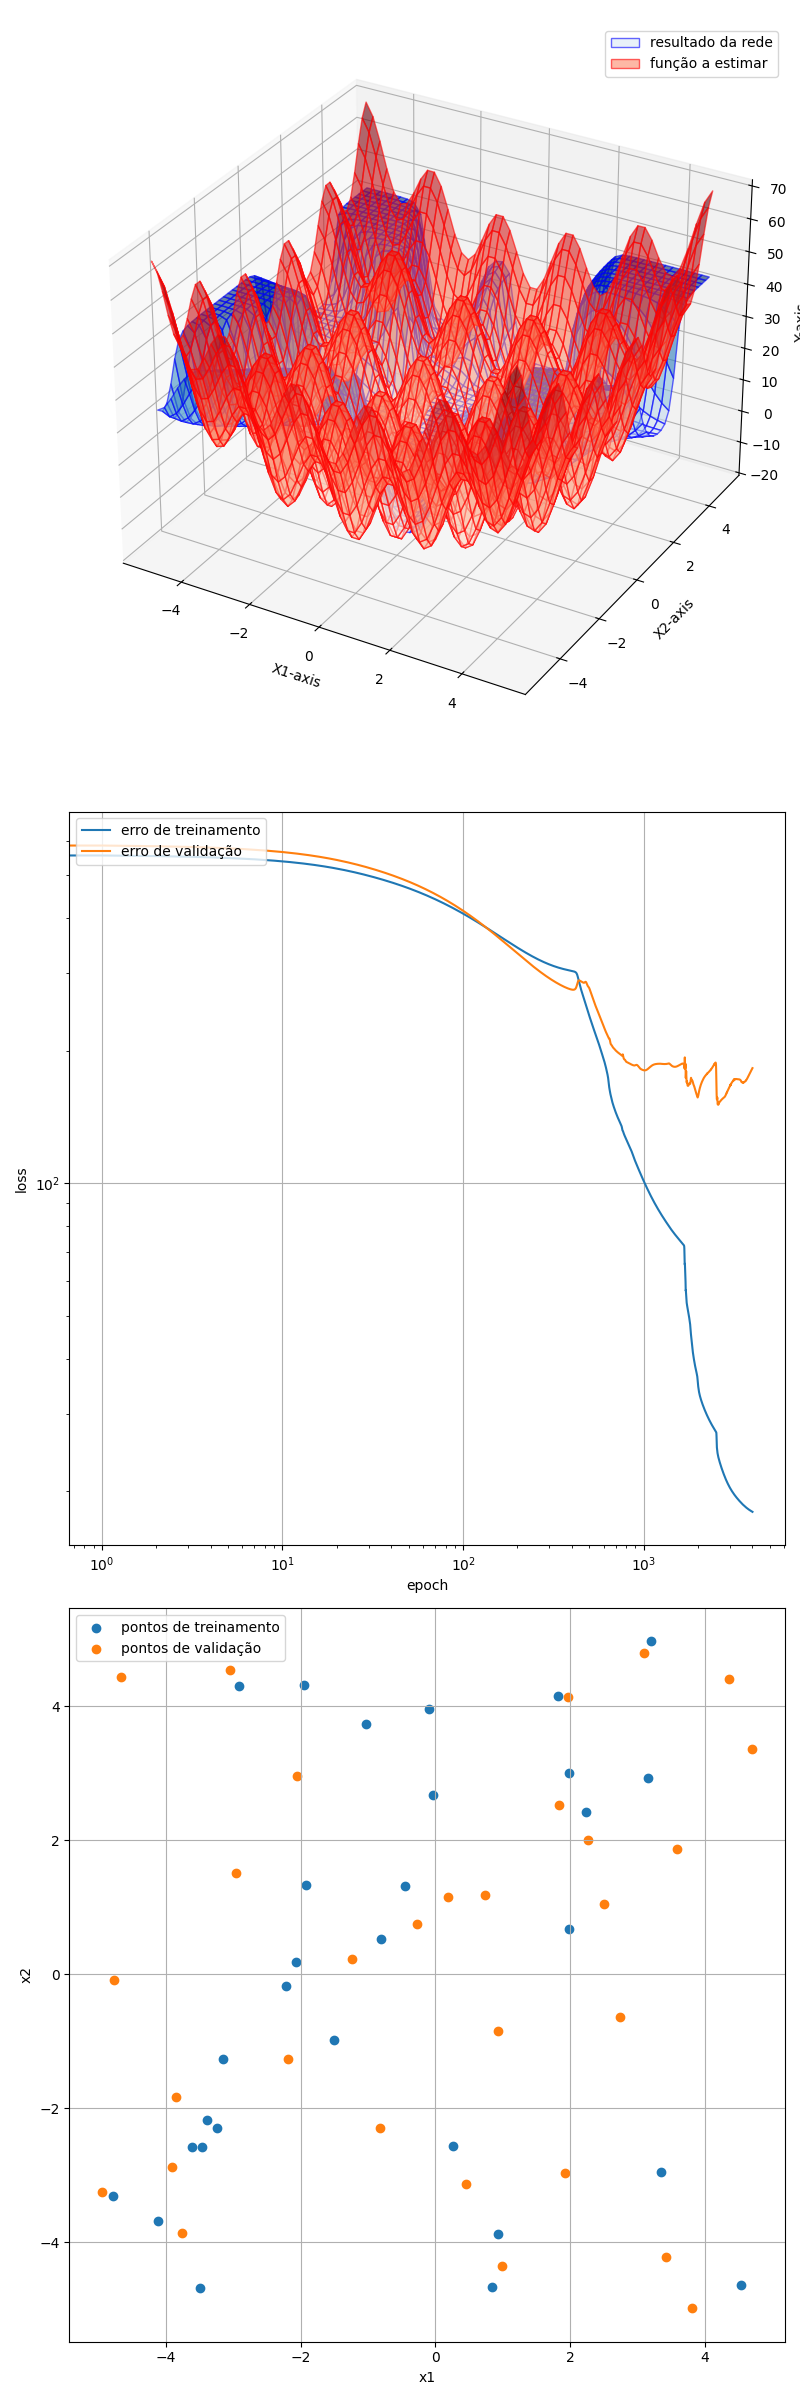 resultado da rede
função a estimar
70
60
50
40
30
20
10
0
−10
−20
4
2
0
−2
−4
X2-axis
−4
−2
0
2
4
X1-axis
erro de treinamento
erro de validação
10²
loss
10⁰ 10¹ 10² 10³
epoch
pontos de treinamento
pontos de validação
4
2
0
−2
−4
x2
−4 −2 0 2 4
x1